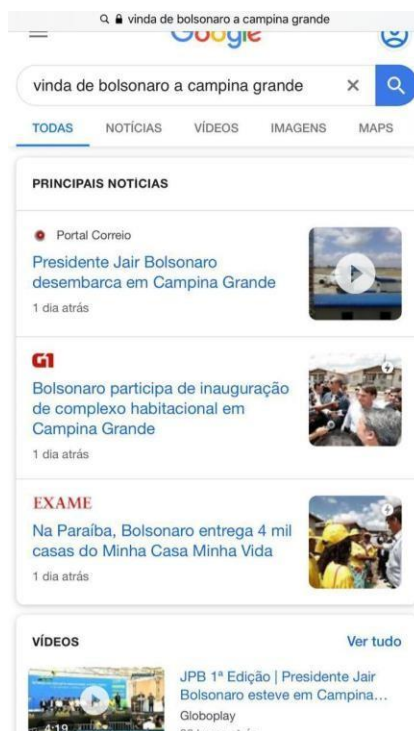 vinda de bolsonaro a campina grande
Google
vinda de bolsonaro a campina grande
TODAS NOTÍCIAS VÍDEOS IMAGENS MAPS
PRINCIPAIS NOTÍCIAS
Portal Correio
Presidente Jair Bolsonaro
desembarca em Campina Grande
1 dia atrás
G1
Bolsonaro participa de inauguração
de complexo habitacional em
Campina Grande
1 dia atrás
EXAME
Na Paraíba, Bolsonaro entrega 4 mil
casas do Minha Casa Minha Vida
1 dia atrás
VÍDEOS Ver tudo
JPB 1ª Edição | Presidente Jair
Bolsonaro esteve em Campina...
Globoplay
4:19